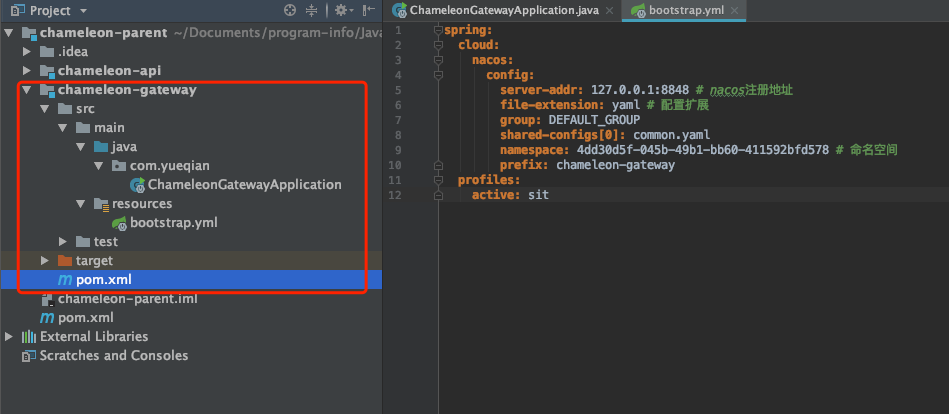 Project
chameleon-parent ~/Documents/program-info/Java
.idea
chameleon-api
chameleon-gateway
src
main
java
com.yueqian
ChameleonGatewayApplication
resources
bootstrap.yml
test
target
pom.xml
chameleon-parent.iml
pom.xml
External Libraries
Scratches and Consoles
ChameleonGatewayApplication.java
bootstrap.yml
1 spring:
2 cloud:
3 nacos:
4 config:
5 server-addr: 127.0.0.1:8848 # nacos注册地址
6 file-extension: yaml # 配置扩展
7 group: DEFAULT_GROUP
8 shared-configs[0]: common.yaml
9 namespace: 4dd30d5f-045b-49b1-bb60-411592bfd578 # 命名空间
10 prefix: chameleon-gateway
11 profiles:
12 active: sit